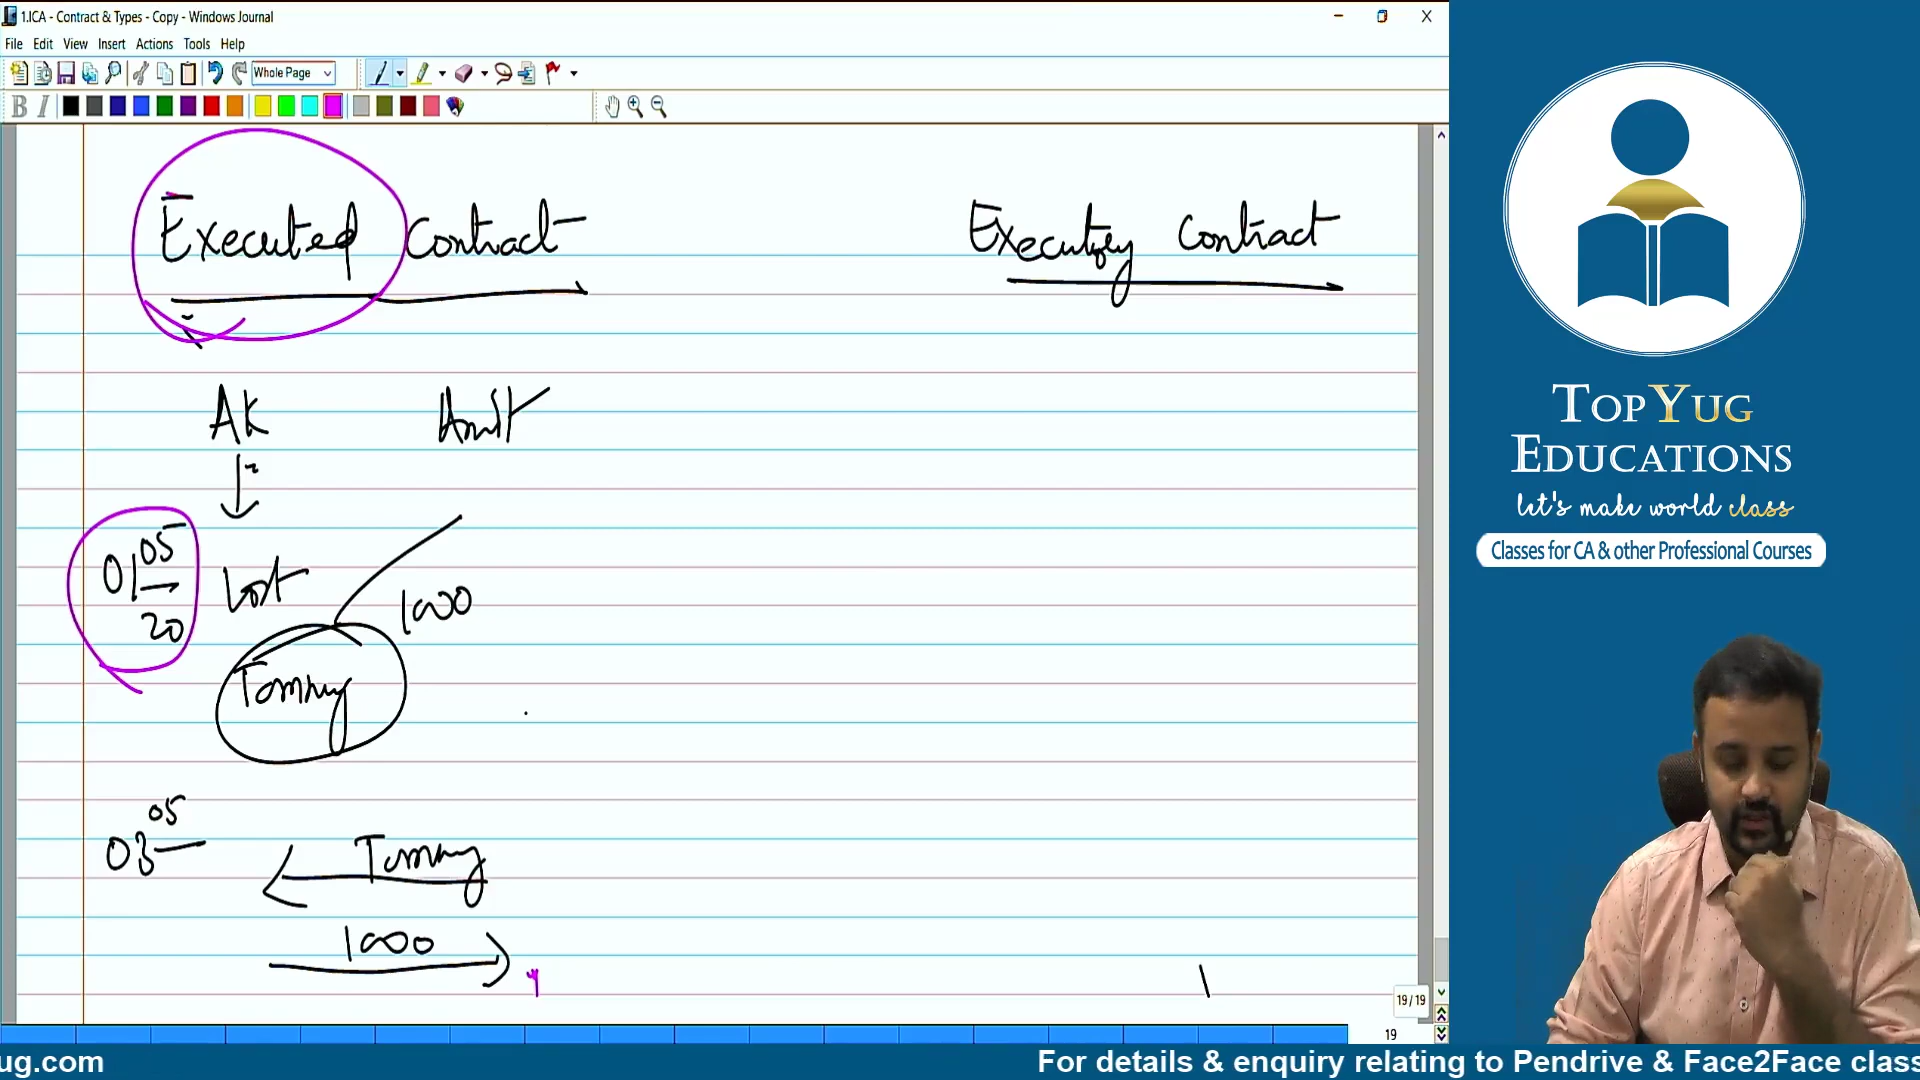 1.ICA - Contract & Types - Copy - Windows Journal
File Edit View Insert Actions Tools Help
Whole Page
B I
Executed Contract
Executory Contract
AK Amit
01 05 20
Lost
1000
Tommy
03 05
Tommy
1000
19/19
19
TOPYUG
EDUCATIONS
let's make world class
Classes for CA & other Professional Courses
ug.com
For details & enquiry relating to Pendrive & Face2Face class